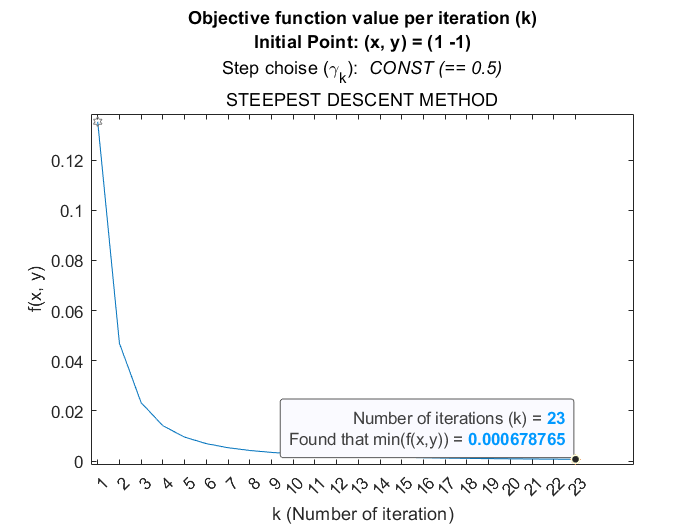 Objective function value per iteration (k)
Initial Point: (x, y) = (1 -1)
Step choise (γk): CONST (== 0.5)
STEEPEST DESCENT METHOD
0.12
0.1
0.08
0.06
0.04
0.02
0
f(x, y)
Number of iterations (k) = 23
Found that min(f(x,y)) = 0.000678765
1 2 3 4 5 6 7 8 9 10 11 12 13 14 15 16 17 18 19 20 21 22 23
k (Number of iteration)